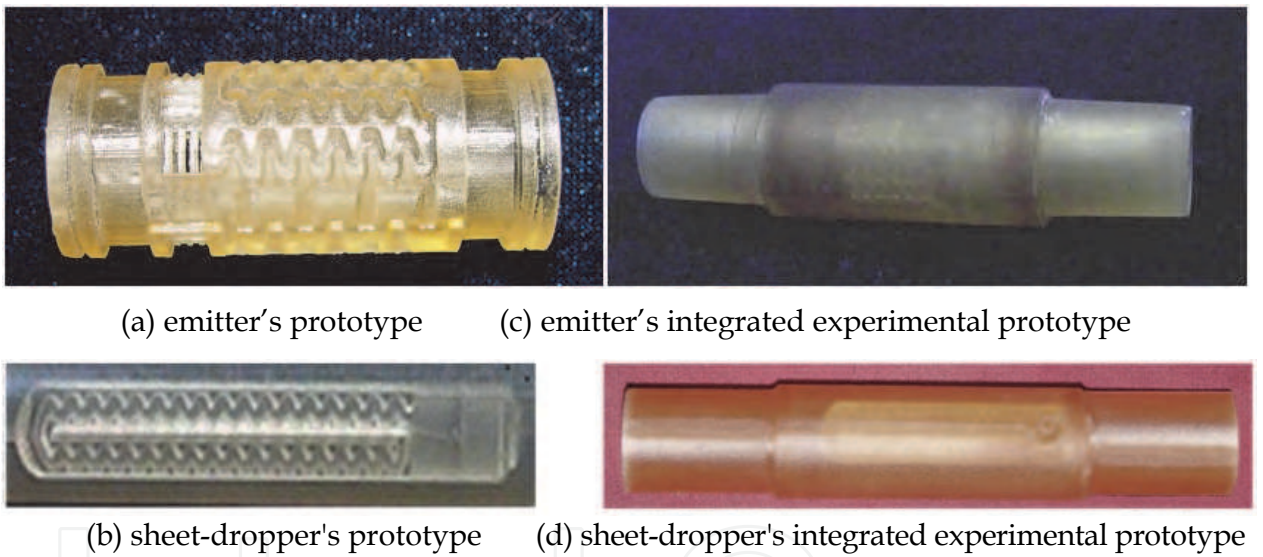 (a) emitter’s prototype
(c) emitter’s integrated experimental prototype
(b) sheet-dropper's prototype
(d) sheet-dropper's integrated experimental prototype